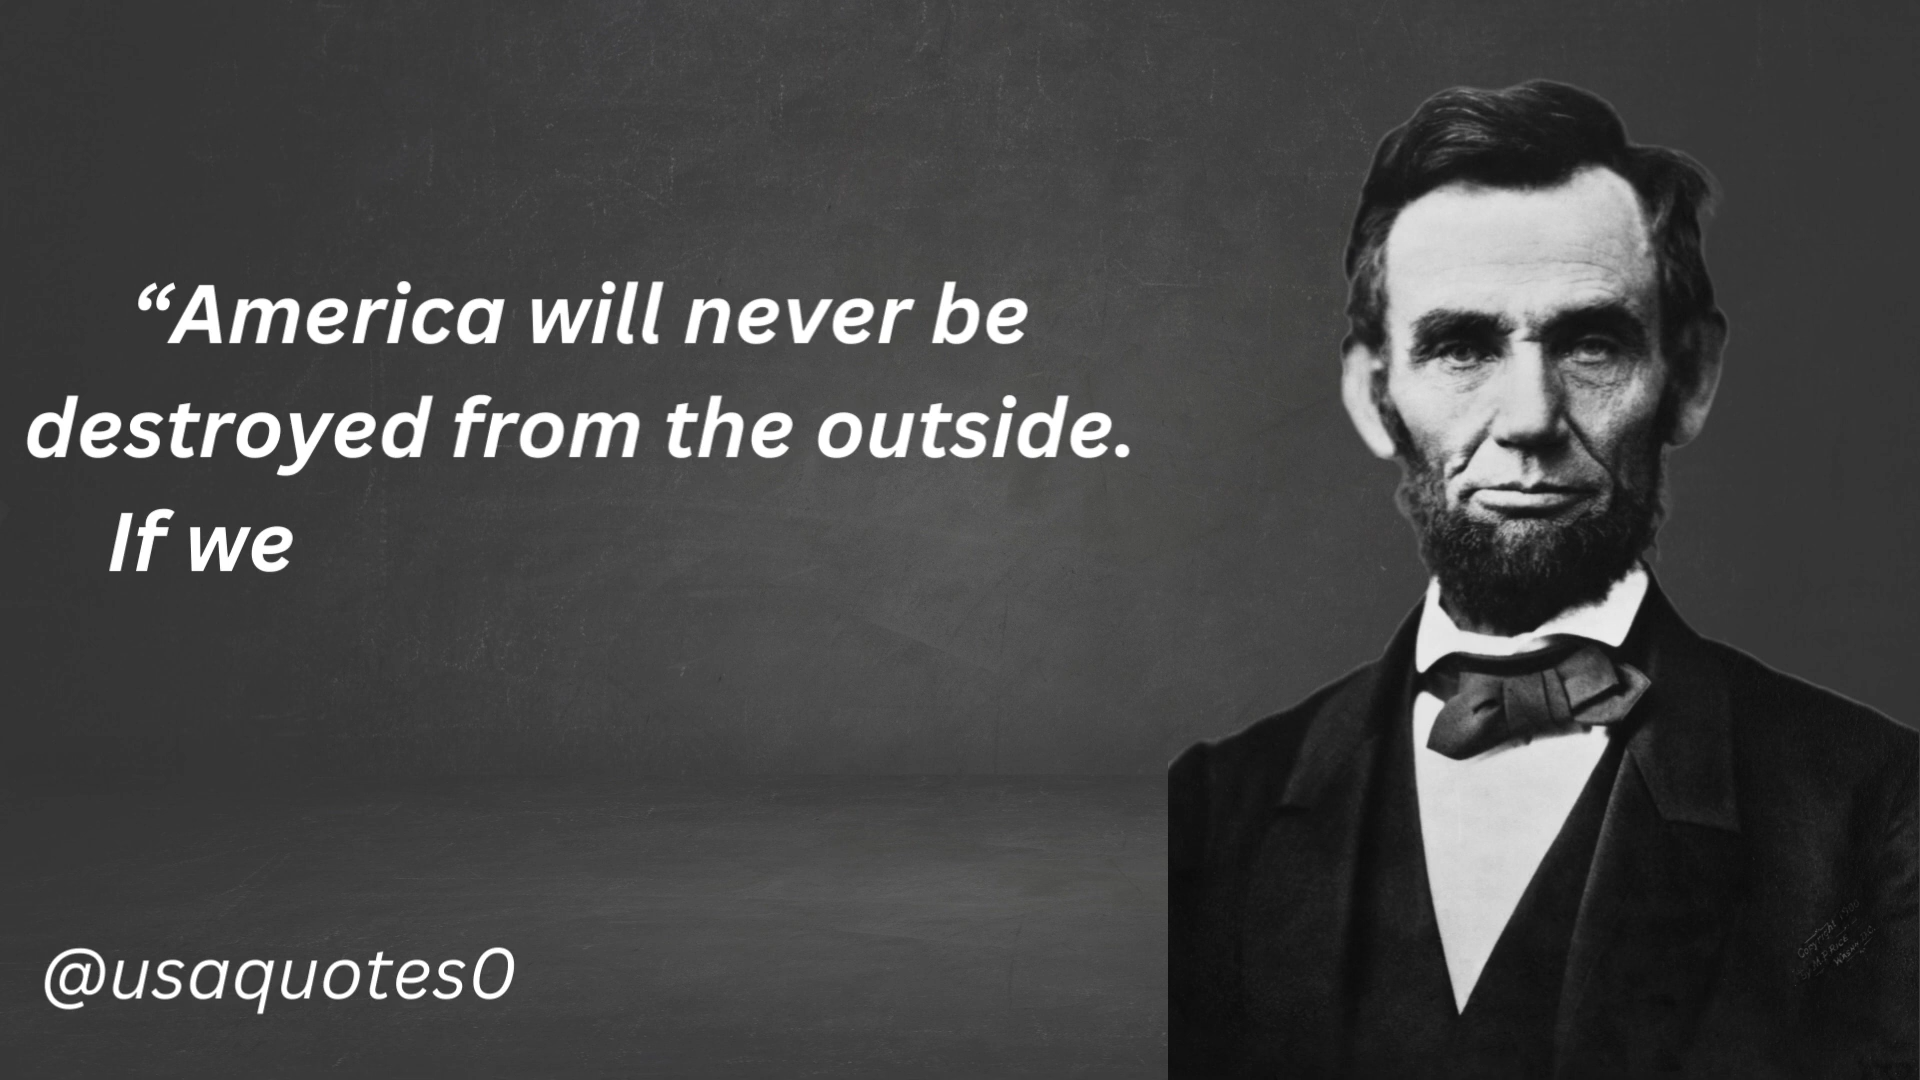 “America will never be
destroyed from the outside.
If we
@usaquotes0